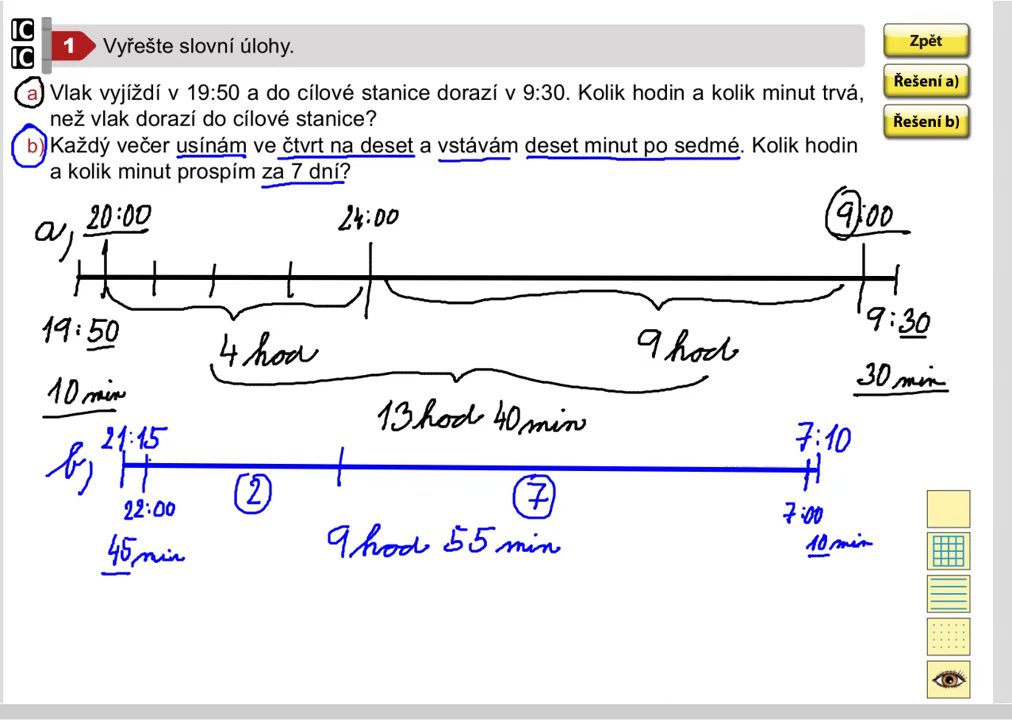 IC
IC
1 Vyřešte slovní úlohy.
Zpět
Řešení a)
Řešení b)
a) Vlak vyjíždí v 19:50 a do cílové stanice dorazí v 9:30. Kolik hodin a kolik minut trvá,
než vlak dorazí do cílové stanice?
b) Každý večer usínám ve čtvrt na deset a vstávám deset minut po sedmé. Kolik hodin
a kolik minut prospím za 7 dní?
a) 20:00 24:00 9:00
19:50 9:30
4 hod 9 hod
10 min 30 min
13 hod 40 min
b) 21:15 7:10
22:00 2 7 7:00
45 min 9 hod 55 min 10 min